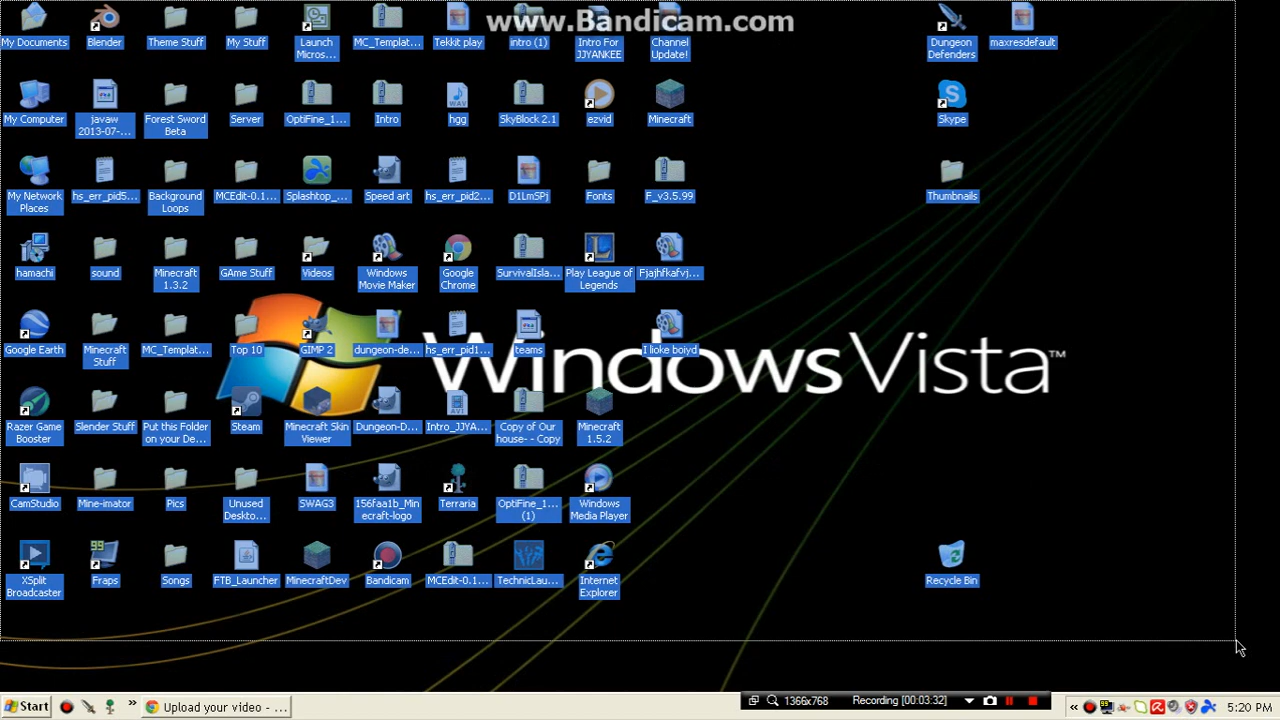 www.Bandicam.com
My Documents
Blender
Theme Stuff
My Stuff
Launch
Micros...
MC_Templat...
Tekkit play
intro (1)
Intro For
JJYANKEE
Channel
Update!
Dungeon
Defenders
maxresdefault
My Computer
javaw
2013-07-...
Forest Sword
Beta
Server
OptiFine_1...
Intro
hgg
SkyBlock 2.1
ezvid
Minecraft
Skype
My Network
Places
hs_err_pid5...
Background
Loops
MCEdit-0.1...
Splashtop_...
Speed art
hs_err_pid2...
D1LmSPj
Fonts
F_v3.5.99
Thumbnails
hamachi
sound
Minecraft
1.3.2
GAme Stuff
Videos
Windows
Movie Maker
Google
Chrome
SurvivalIsla...
Play League of
Legends
Fjajhfkafvj...
Google Earth
Minecraft
Stuff
MC_Templat...
Top 10
GIMP 2
dungeon-de...
hs_err_pid1...
teams
I lioke boiyd
Windows Vista™
Razer Game
Booster
Slender Stuff
Put this Folder
on your De...
Steam
Minecraft Skin
Viewer
Dungeon-D...
Intro_JJYA...
Copy of Our
house- - Copy
Minecraft
1.5.2
CamStudio
Mine-imator
Pics
Unused
Deskto...
SWAG3
156faa1b_Min
ecraft-logo
Terraria
OptiFine_1...
(1)
Windows
Media Player
XSplit
Broadcaster
99
Fraps
Songs
FTB_Launcher
MinecraftDev
Bandicam
MCEdit-0.1...
TechnicLau...
Internet
Explorer
Recycle Bin
Start
Upload your video - ...
1366x768
Recording [00:03:32]
5:20 PM